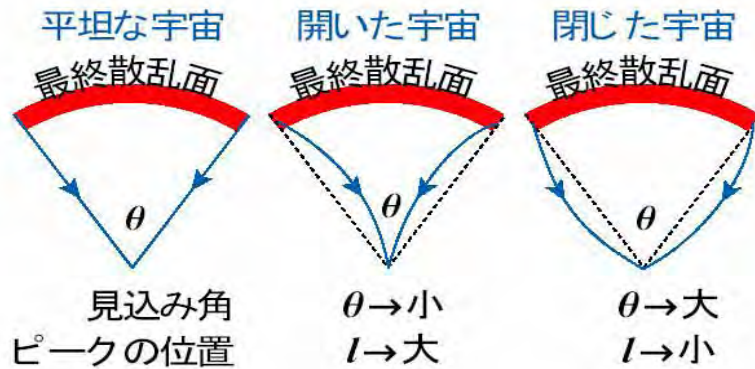 平坦な宇宙 開いた宇宙 閉じた宇宙
最終散乱面 最終散乱面 最終散乱面
θ θ θ
見込み角 θ→小 θ→大
ピークの位置 l→大 l→小